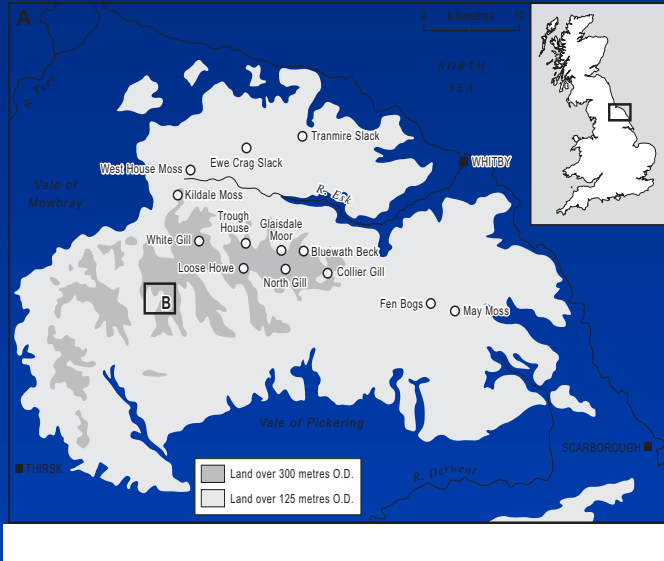 A
0 kilometres 10
NORTH
SEA
R. Tees
Tranmire Slack
Ewe Crag Slack
West House Moss
WHITBY
R. Esk
Vale of
Mowbray
Kildale Moss
Trough
House
Glaisdale
Moor
White Gill
Bluewath Beck
Loose Howe
Collier Gill
North Gill
B
Fen Bogs
May Moss
Vale of Pickering
SCARBOROUGH
THIRSK
R. Derwent
Land over 300 metres O.D.
Land over 125 metres O.D.